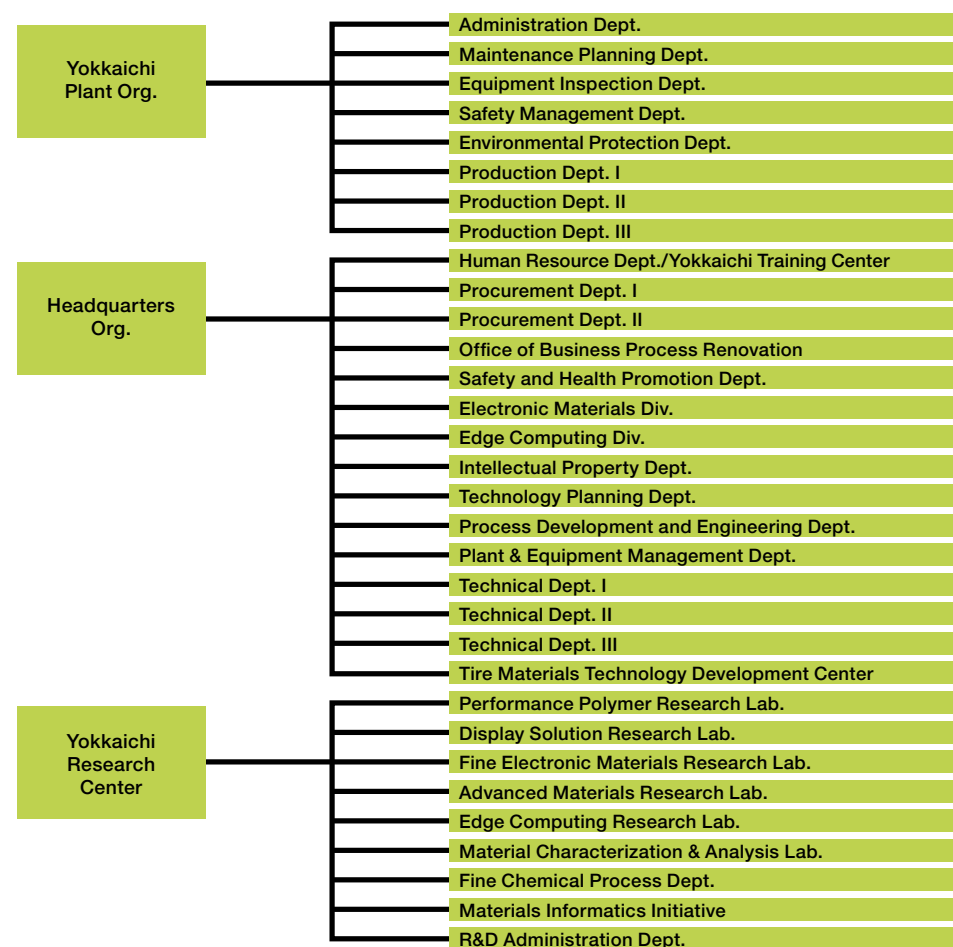 Yokkaichi
Plant Org.
Administration Dept.
Maintenance Planning Dept.
Equipment Inspection Dept.
Safety Management Dept.
Environmental Protection Dept.
Production Dept. I
Production Dept. II
Production Dept. III
Headquarters
Org.
Human Resource Dept./Yokkaichi Training Center
Procurement Dept. I
Procurement Dept. II
Office of Business Process Renovation
Safety and Health Promotion Dept.
Electronic Materials Div.
Edge Computing Div.
Intellectual Property Dept.
Technology Planning Dept.
Process Development and Engineering Dept.
Plant & Equipment Management Dept.
Technical Dept. I
Technical Dept. II
Technical Dept. III
Tire Materials Technology Development Center
Yokkaichi
Research
Center
Performance Polymer Research Lab.
Display Solution Research Lab.
Fine Electronic Materials Research Lab.
Advanced Materials Research Lab.
Edge Computing Research Lab.
Material Characterization & Analysis Lab.
Fine Chemical Process Dept.
Materials Informatics Initiative
R&D Administration Dept.